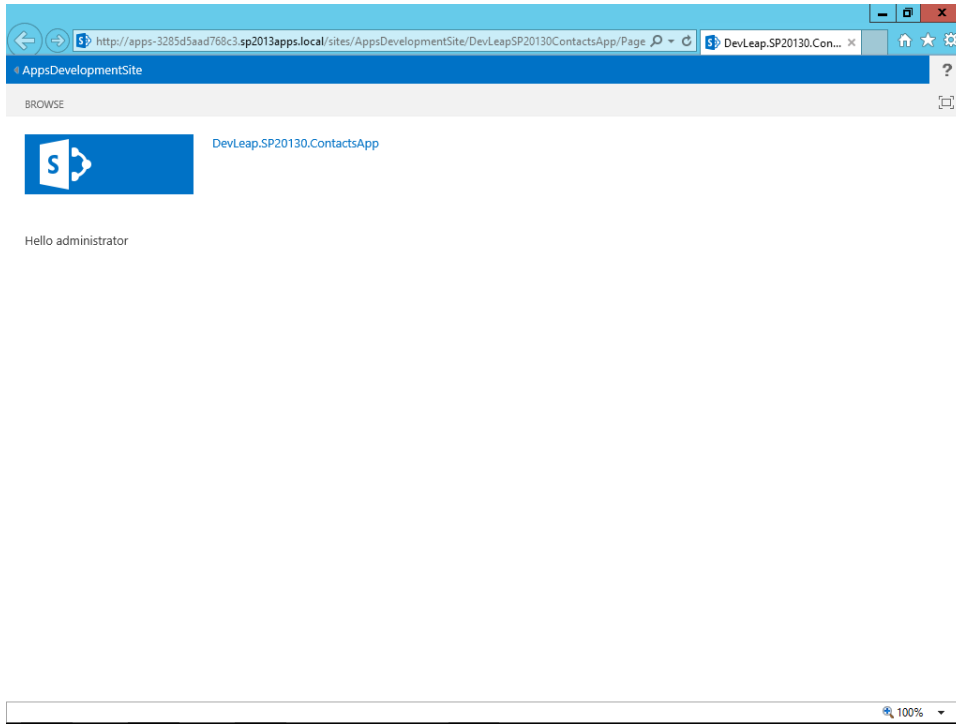 http://apps-3285d5aad768c3.sp2013apps.local/sites/AppsDevelopmentSite/DevLeapSP20130ContactsApp/Page
DevLeap.SP20130.Con...
AppsDevelopmentSite
?
BROWSE
DevLeap.SP20130.ContactsApp
Hello administrator
100%